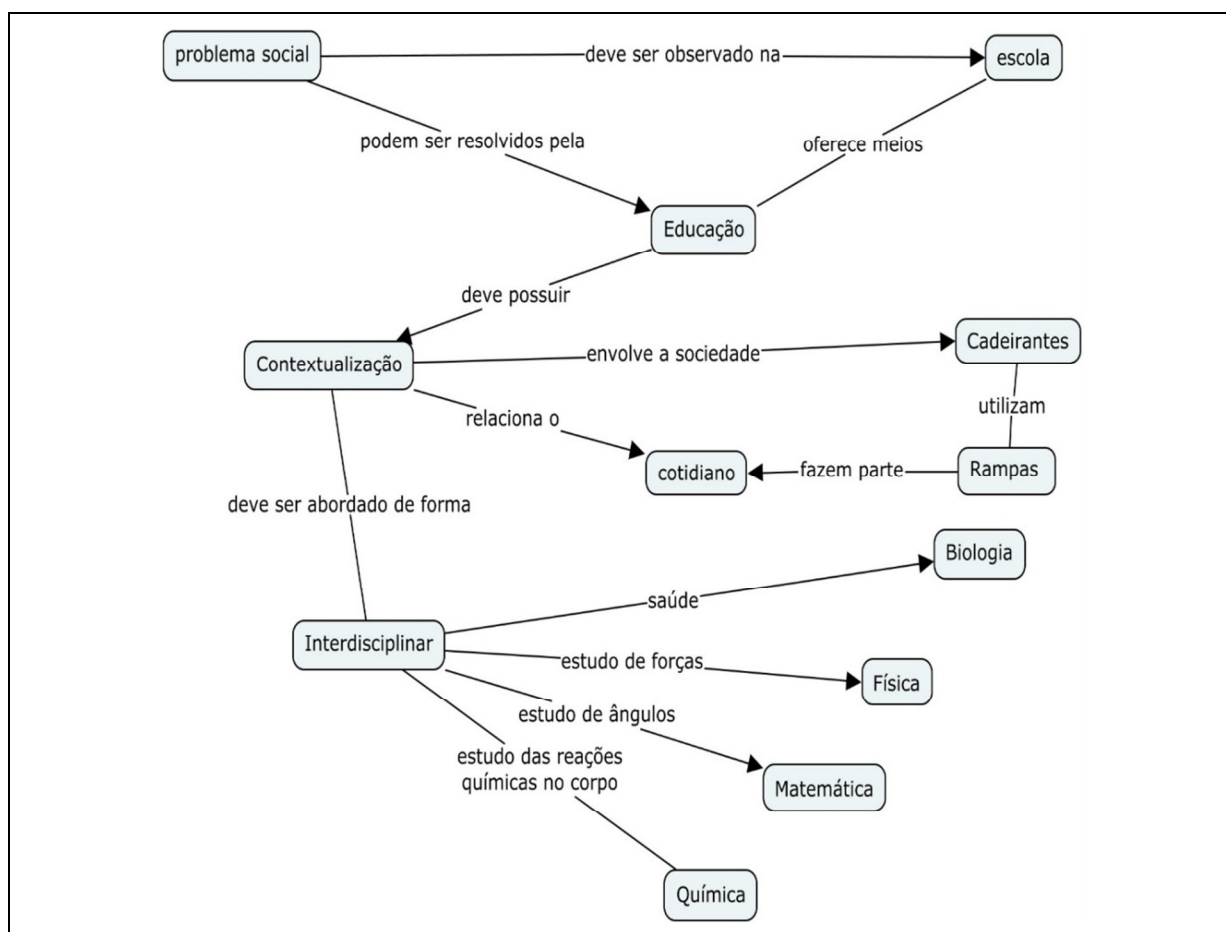 problema social
deve ser observado na
escola
podem ser resolvidos pela
oferece meios
Educação
deve possuir
Contextualização
envolve a sociedade
Cadeirantes
relaciona o
utilizam
cotidiano
fazem parte
Rampas
deve ser abordado de forma
Biologia
saúde
Interdisciplinar
estudo de forças
Física
estudo de ângulos
estudo das reações
químicas no corpo
Matemática
Química